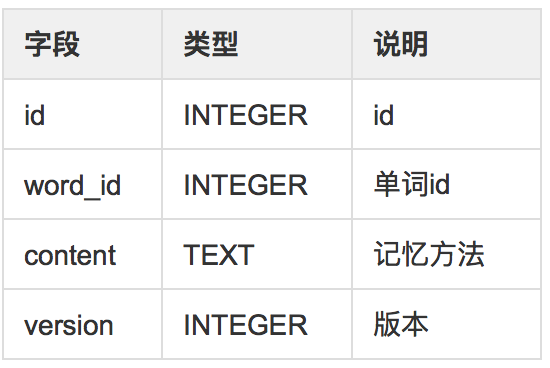 字段 类型 说明
id INTEGER id
word_id INTEGER 单词id
content TEXT 记忆方法
version INTEGER 版本